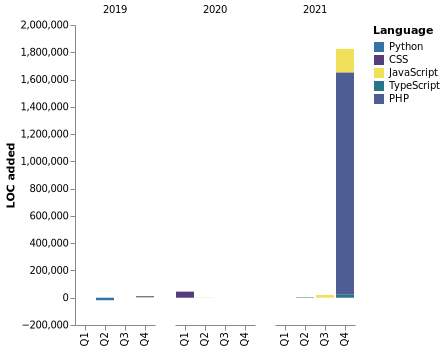 2019 2020 2021
Language
Python
CSS
JavaScript
TypeScript
PHP
LOC added
2,000,000
1,800,000
1,600,000
1,400,000
1,200,000
1,000,000
800,000
600,000
400,000
200,000
0
−200,000
Q1 Q2 Q3 Q4 Q1 Q2 Q3 Q4 Q1 Q2 Q3 Q4